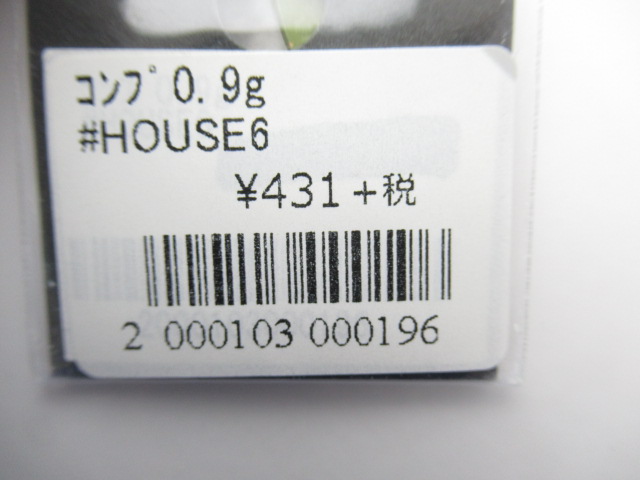 ｺﾝﾌﾟ0.9g
#HOUSE6
¥431+税
2 000103 000196